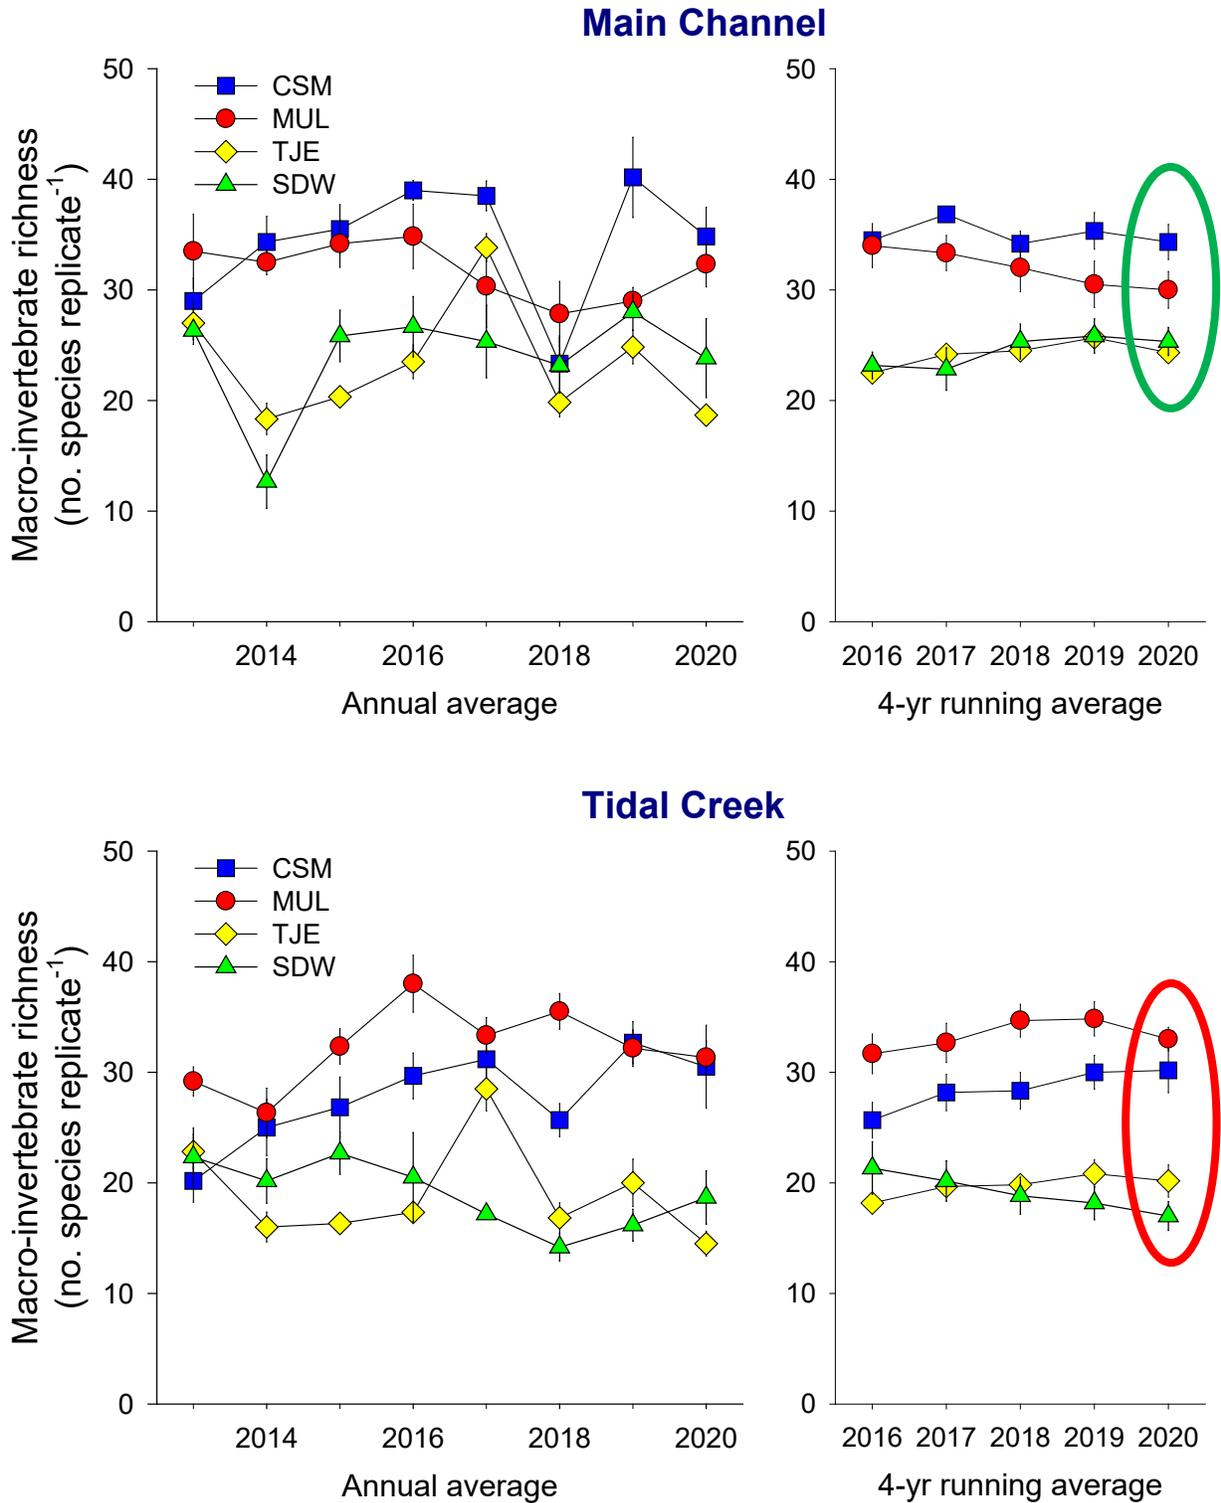 Main Channel
Macro-invertebrate richness
(no. species replicate-1)
50
40
30
20
10
0
CSM
MUL
TJE
SDW
2014 2016 2018 2020
Annual average
50
40
30
20
10
0
2016 2017 2018 2019 2020
4-yr running average
Tidal Creek
Macro-invertebrate richness
(no. species replicate-1)
50
40
30
20
10
0
CSM
MUL
TJE
SDW
2014 2016 2018 2020
Annual average
50
40
30
20
10
0
2016 2017 2018 2019 2020
4-yr running average